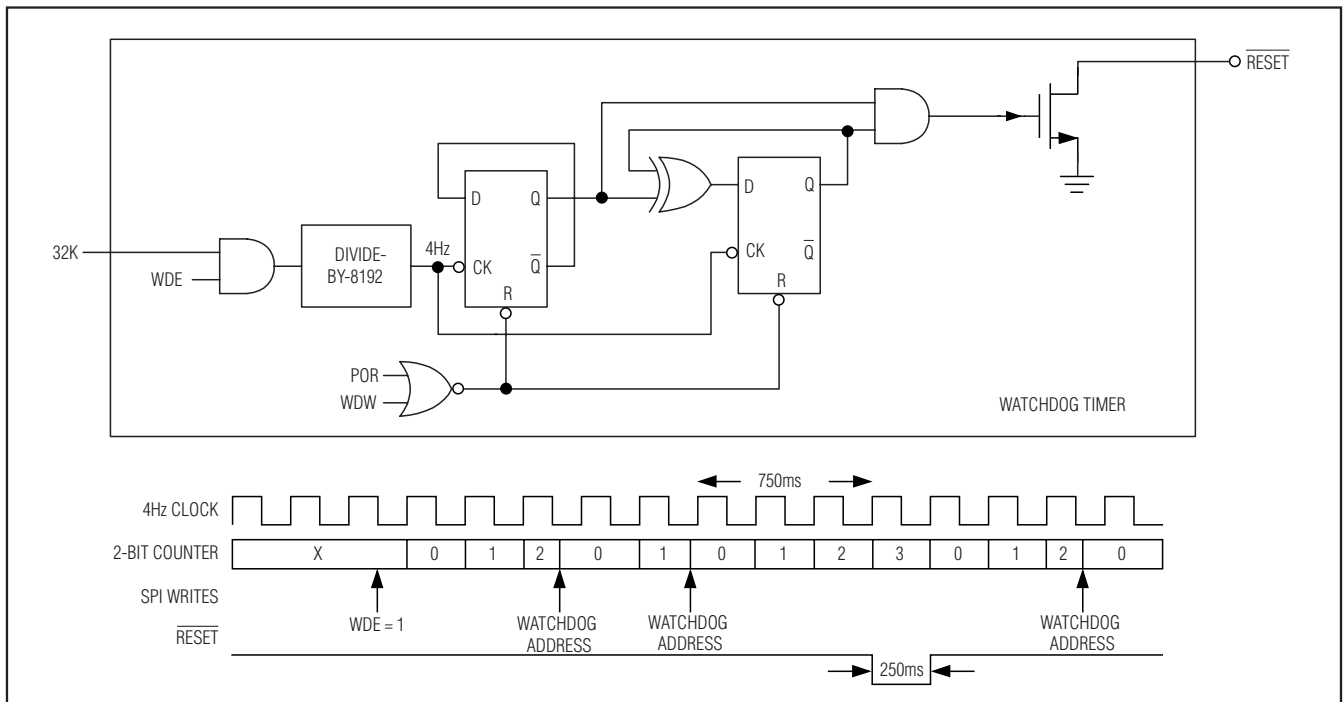 RESET
D
Q
D
Q
32K
WDE
DIVIDE-
BY-8192
4Hz
CK
Q
CK
Q
R
R
POR
WDW
WATCHDOG TIMER
750ms
4Hz CLOCK
2-BIT COUNTER
X
0
1
2
0
1
0
1
2
3
0
1
2
0
SPI WRITES
WDE = 1
WATCHDOG
ADDRESS
WATCHDOG
ADDRESS
WATCHDOG
ADDRESS
RESET
250ms